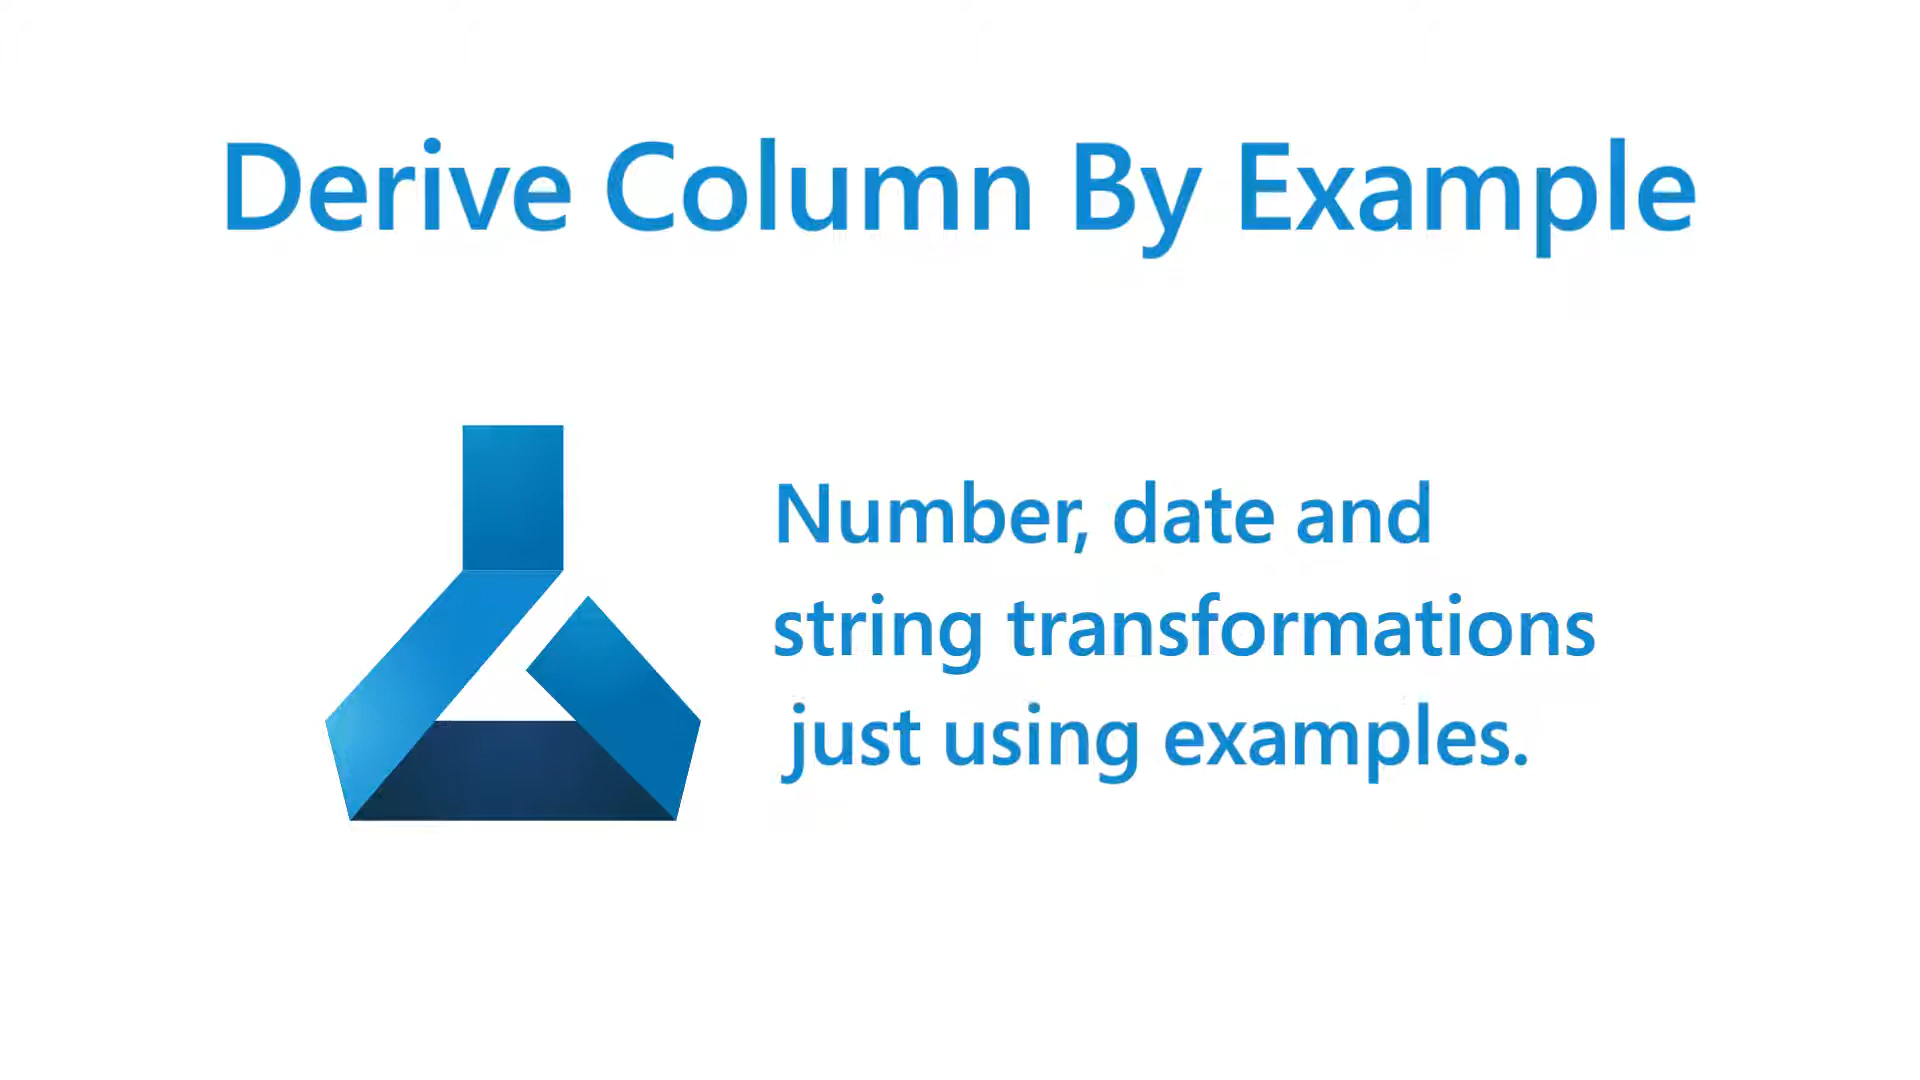 Derive Column By Example
Number, date and
string transformations
just using examples.